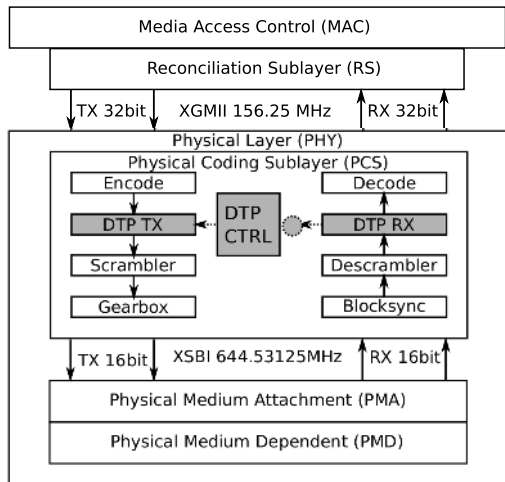 Media Access Control (MAC)
Reconciliation Sublayer (RS)
TX 32bit XGMII 156.25 MHz RX 32bit
Physical Layer (PHY)
Physical Coding Sublayer (PCS)
Encode Decode
DTP TX DTP CTRL DTP RX
Scrambler Descrambler
Gearbox Blocksync
TX 16bit XSBI 644.53125MHz RX 16bit
Physical Medium Attachment (PMA)
Physical Medium Dependent (PMD)